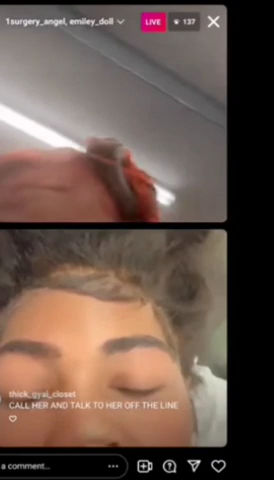 1surgery_angel, emiley_doll
LIVE
137
thick_gyal_closet
CALL HER AND TALK TO HER OFF THE LINE
a comment...